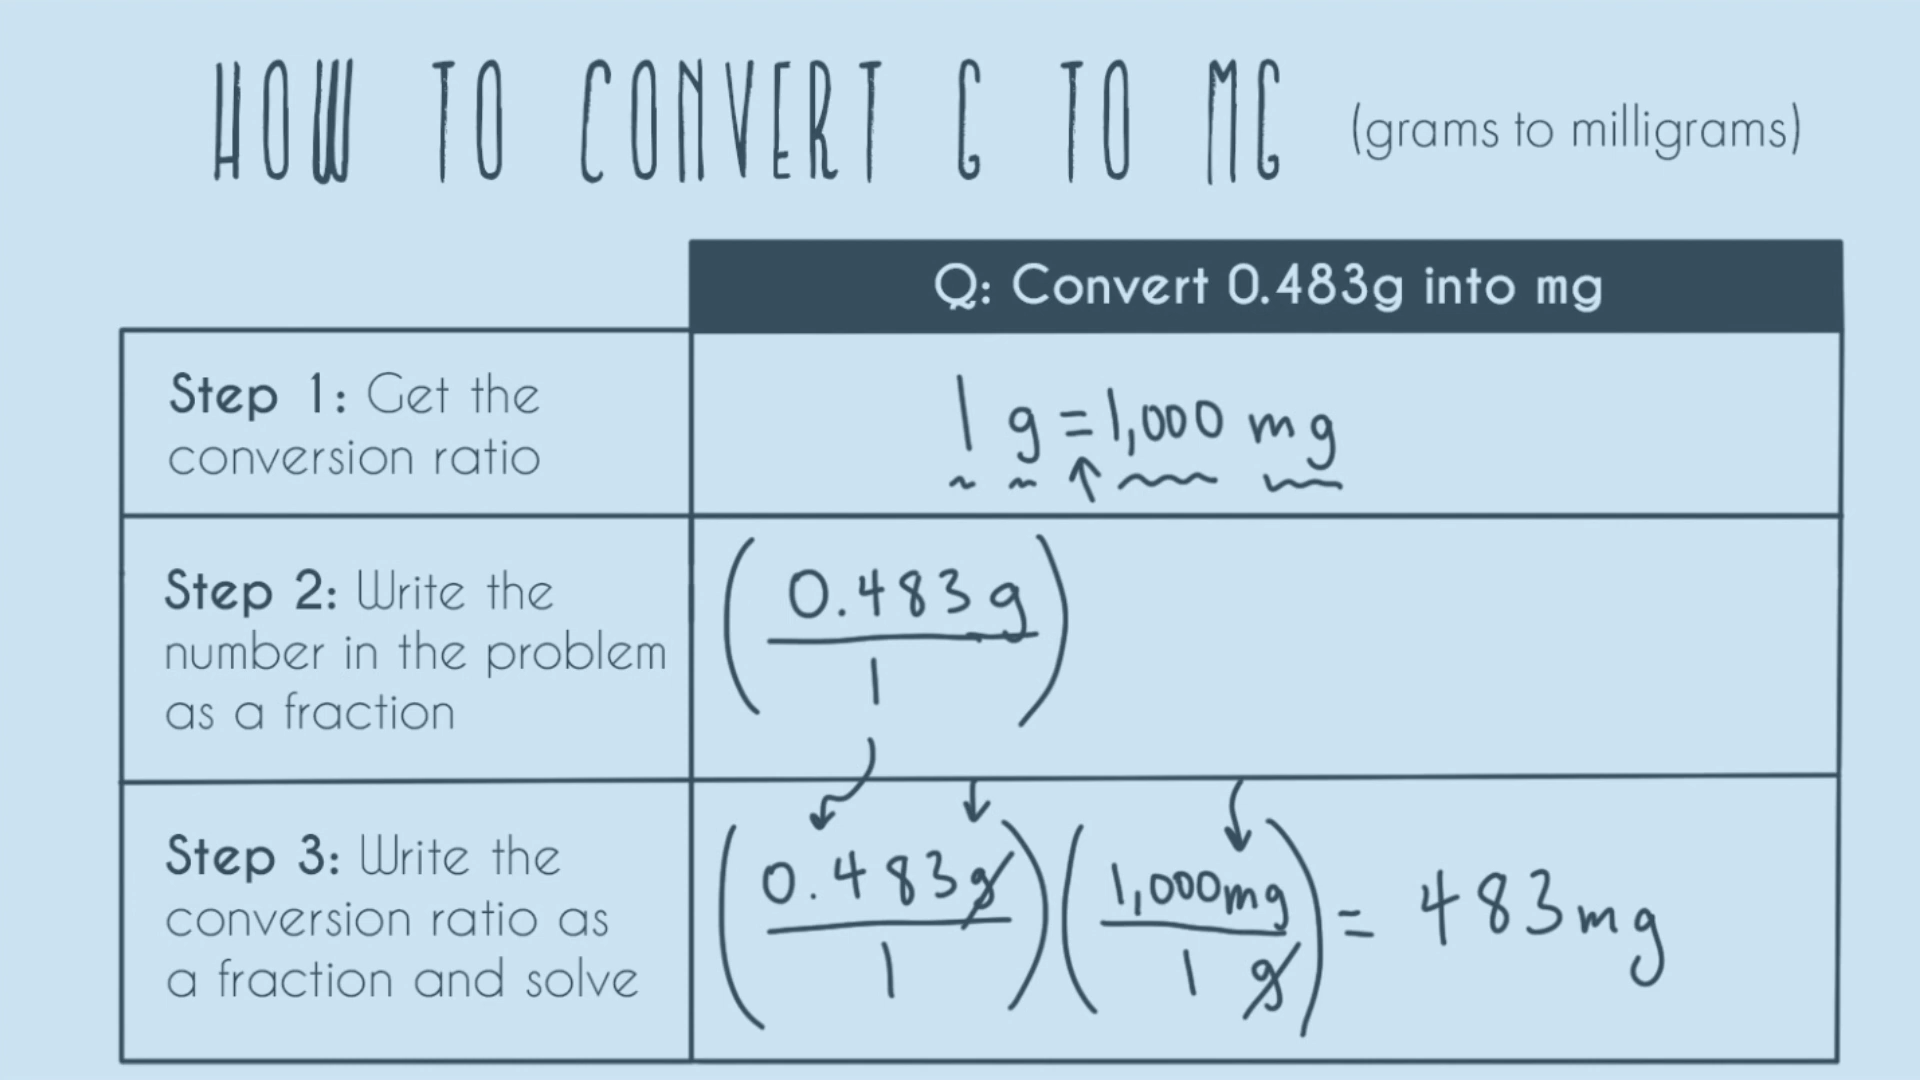 HOW TO CONVERT G TO MG (grams to milligrams)
Q: Convert 0.483g into mg
Step 1: Get the
conversion ratio
1 g = 1,000 mg
Step 2: Write the
number in the problem
as a fraction
(0.483g
1)
Step 3: Write the
conversion ratio as
a fraction and solve
(0.483g/1)(1,000mg/1g) = 483mg